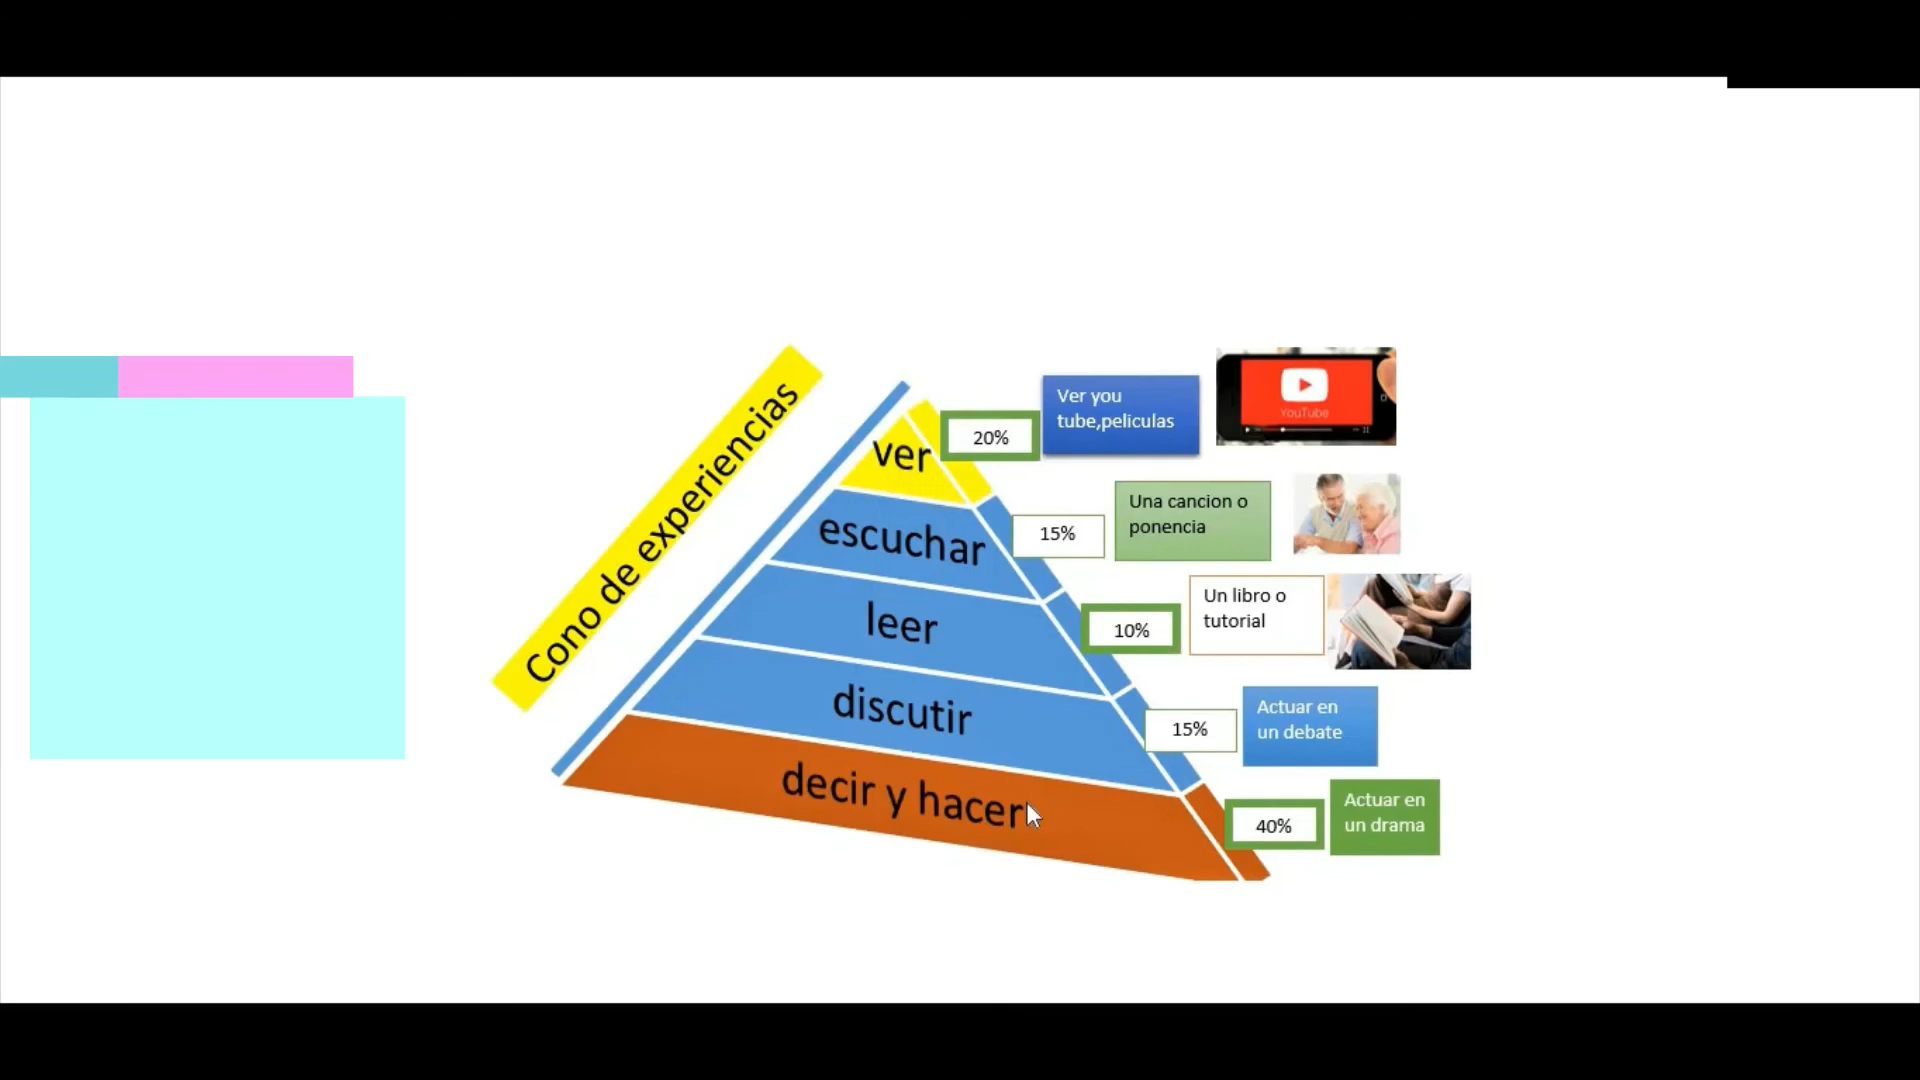 Cono de experiencias
ver
20%
Ver you
tube,peliculas
YouTube
escuchar
15%
Una cancion o
ponencia
leer
10%
Un libro o
tutorial
discutir
15%
Actuar en
un debate
decir y hacer
40%
Actuar en
un drama